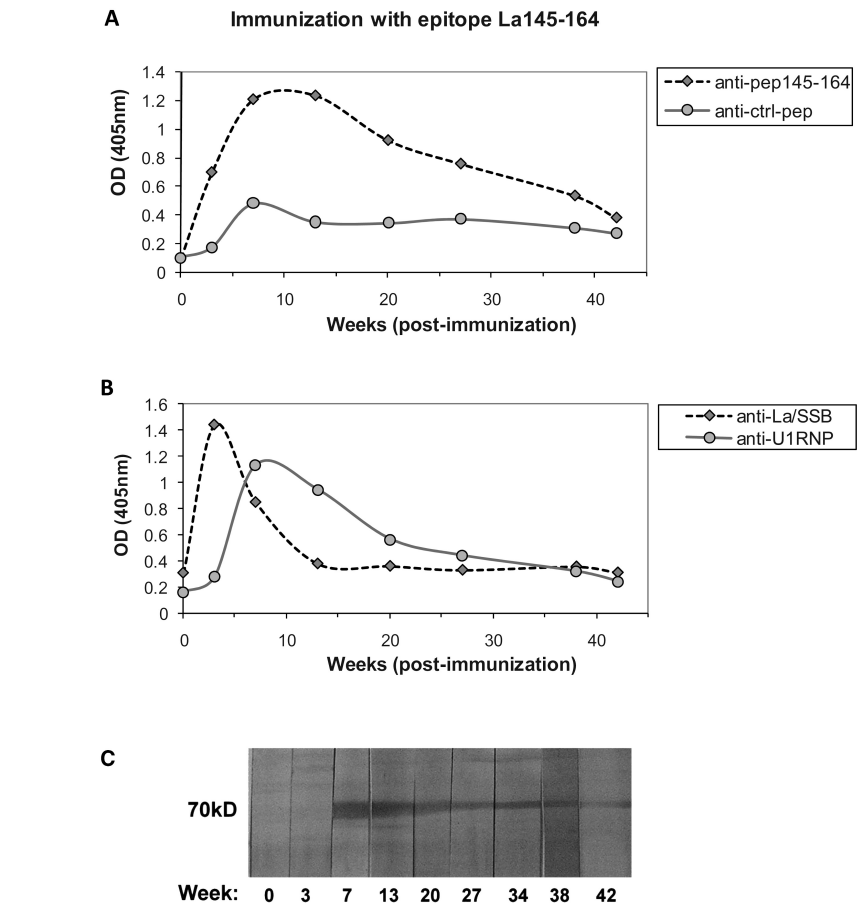 A
Immunization with epitope La145-164
1.4
1.2
1
0.8
0.6
0.4
0.2
0
OD (405nm)
0 10 20 30 40
Weeks (post-immunization)
anti-pep145-164
anti-ctrl-pep
B
1.6
1.4
1.2
1
0.8
0.6
0.4
0.2
0
OD (405nm)
0 10 20 30 40
Weeks (post-immunization)
anti-La/SSB
anti-U1RNP
C
70kD
Week: 0 3 7 13 20 27 34 38 42